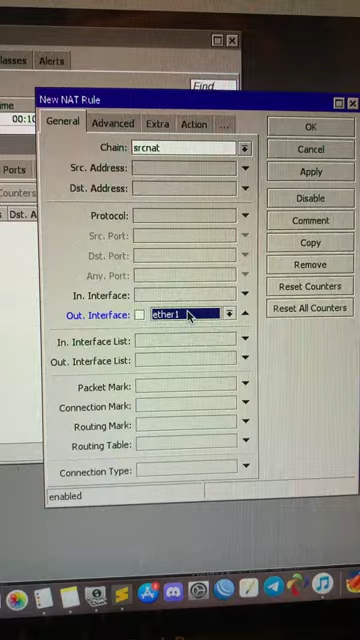 Alerts
Find
00:10
New NAT Rule
General
Advanced
Extra
Action
...
Chain: srcnat
Src. Address:
Dst. Address:
Protocol:
Src. Port:
Dst. Port:
Any. Port:
In. Interface:
Out. Interface: ether1
In. Interface List:
Out. Interface List:
Packet Mark:
Connection Mark:
Routing Mark:
Routing Table:
Connection Type:
OK
Cancel
Apply
Disable
Comment
Copy
Remove
Reset Counters
Reset All Counters
enabled
Ports
Counters
Dst. A